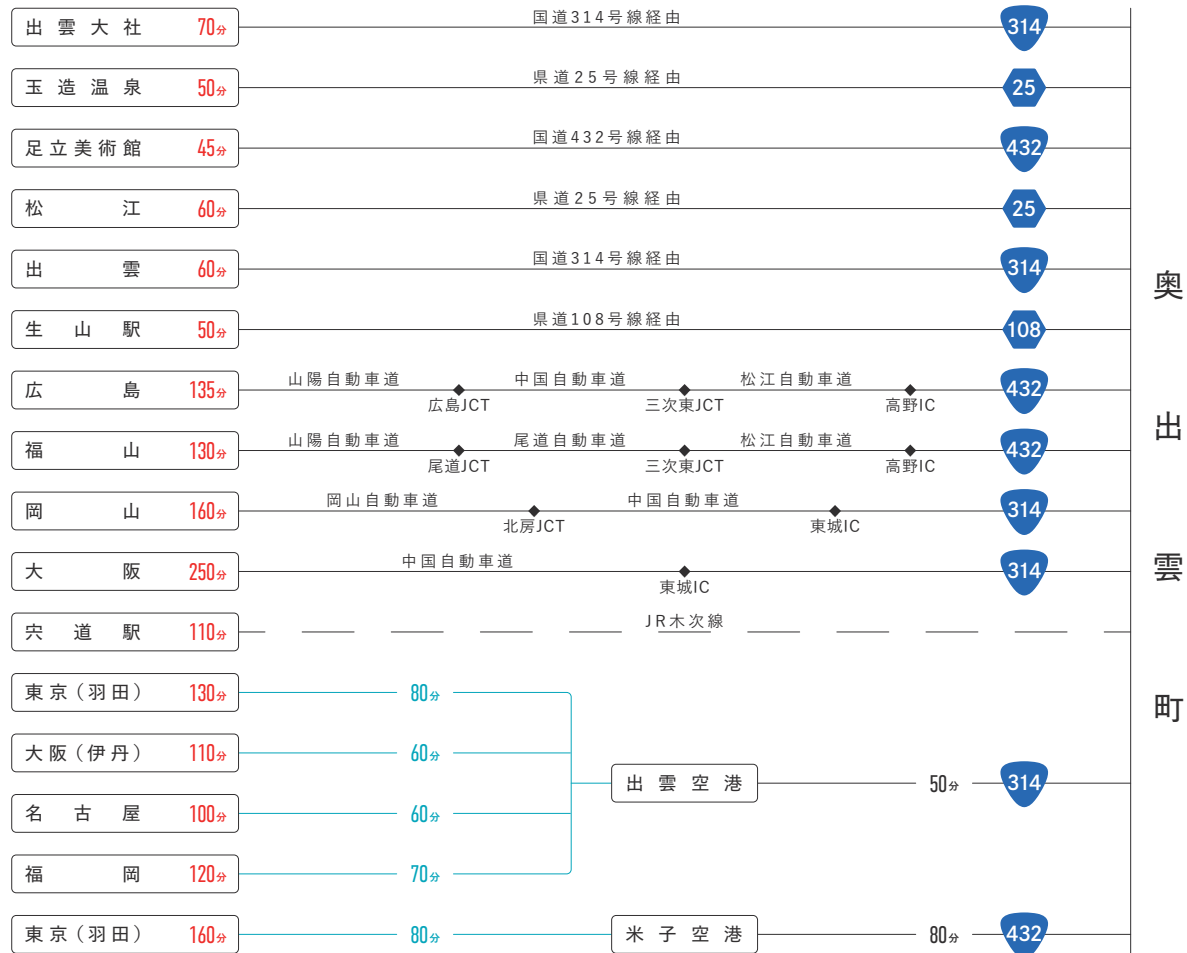 出雲大社 70分 国道314号線経由 314
玉造温泉 50分 県道25号線経由 25
足立美術館 45分 国道432号線経由 432
松江 60分 県道25号線経由 25
出雲 60分 国道314号線経由 314
生山駅 50分 県道108号線経由 108
広島 135分 山陽自動車道 広島JCT 中国自動車道 三次東JCT 松江自動車道 高野IC 432
福山 130分 山陽自動車道 尾道JCT 尾道自動車道 三次東JCT 松江自動車道 高野IC 432
岡山 160分 岡山自動車道 北房JCT 中国自動車道 東城IC 314
大阪 250分 中国自動車道 東城IC 314
宍道駅 110分 JR木次線
東京(羽田) 130分 80分
大阪(伊丹) 110分 60分
出雲空港 50分 314
名古屋 100分 60分
福岡 120分 70分
東京(羽田) 160分 80分 米子空港 80分 432
奥出雲町